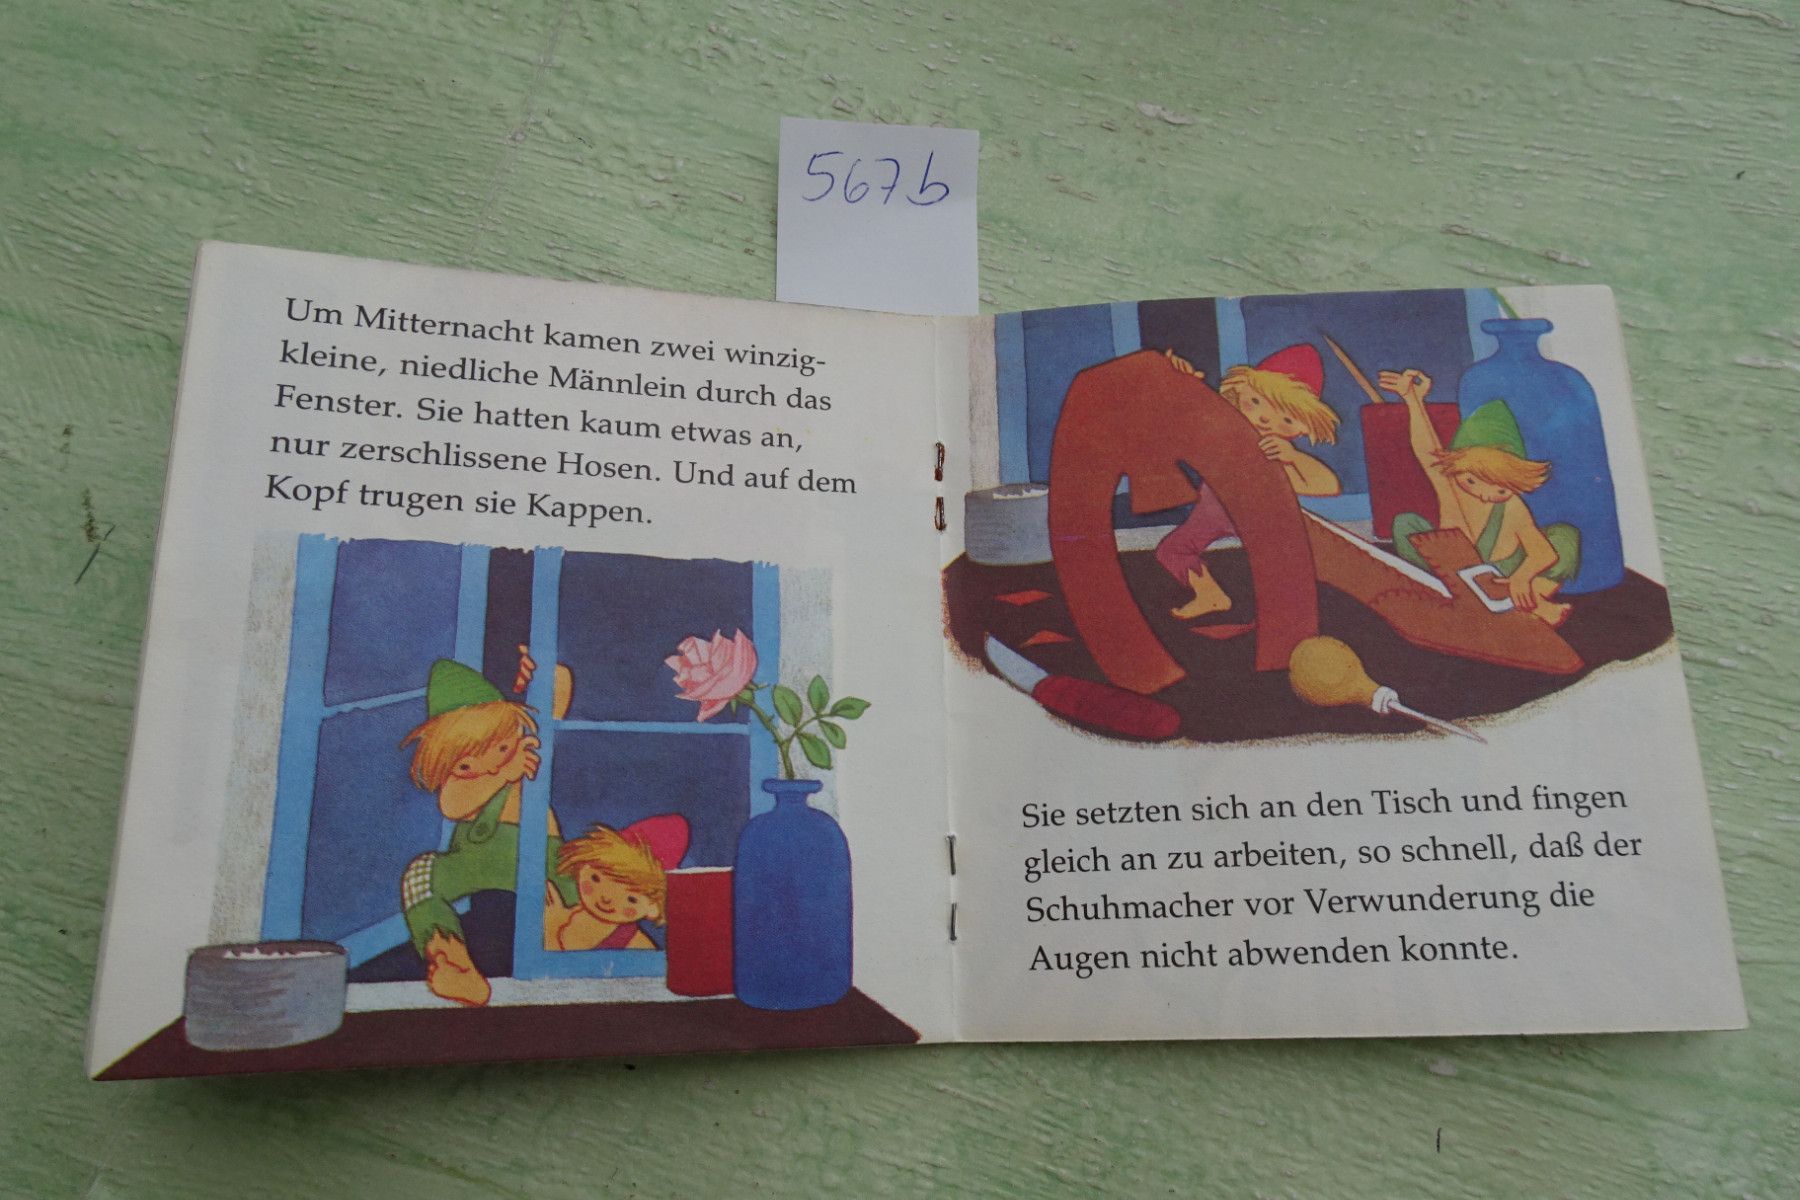 567b
Um Mitternacht kamen zwei winzig-
kleine, niedliche Männlein durch das
Fenster. Sie hatten kaum etwas an,
nur zerschlissene Hosen. Und auf dem
Kopf trugen sie Kappen.
Sie setzten sich an den Tisch und fingen
gleich an zu arbeiten, so schnell, daß der
Schuhmacher vor Verwunderung die
Augen nicht abwenden konnte.